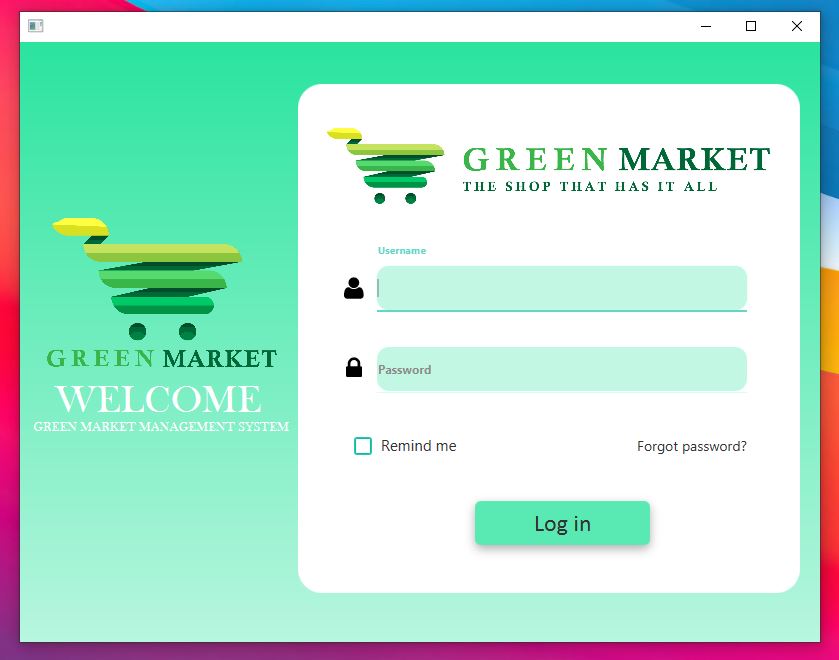 GREEN MARKET
WELCOME
GREEN MARKET MANAGEMENT SYSTEM
GREEN MARKET
THE SHOP THAT HAS IT ALL
Username
Password
Remind me
Forgot password?
Log in